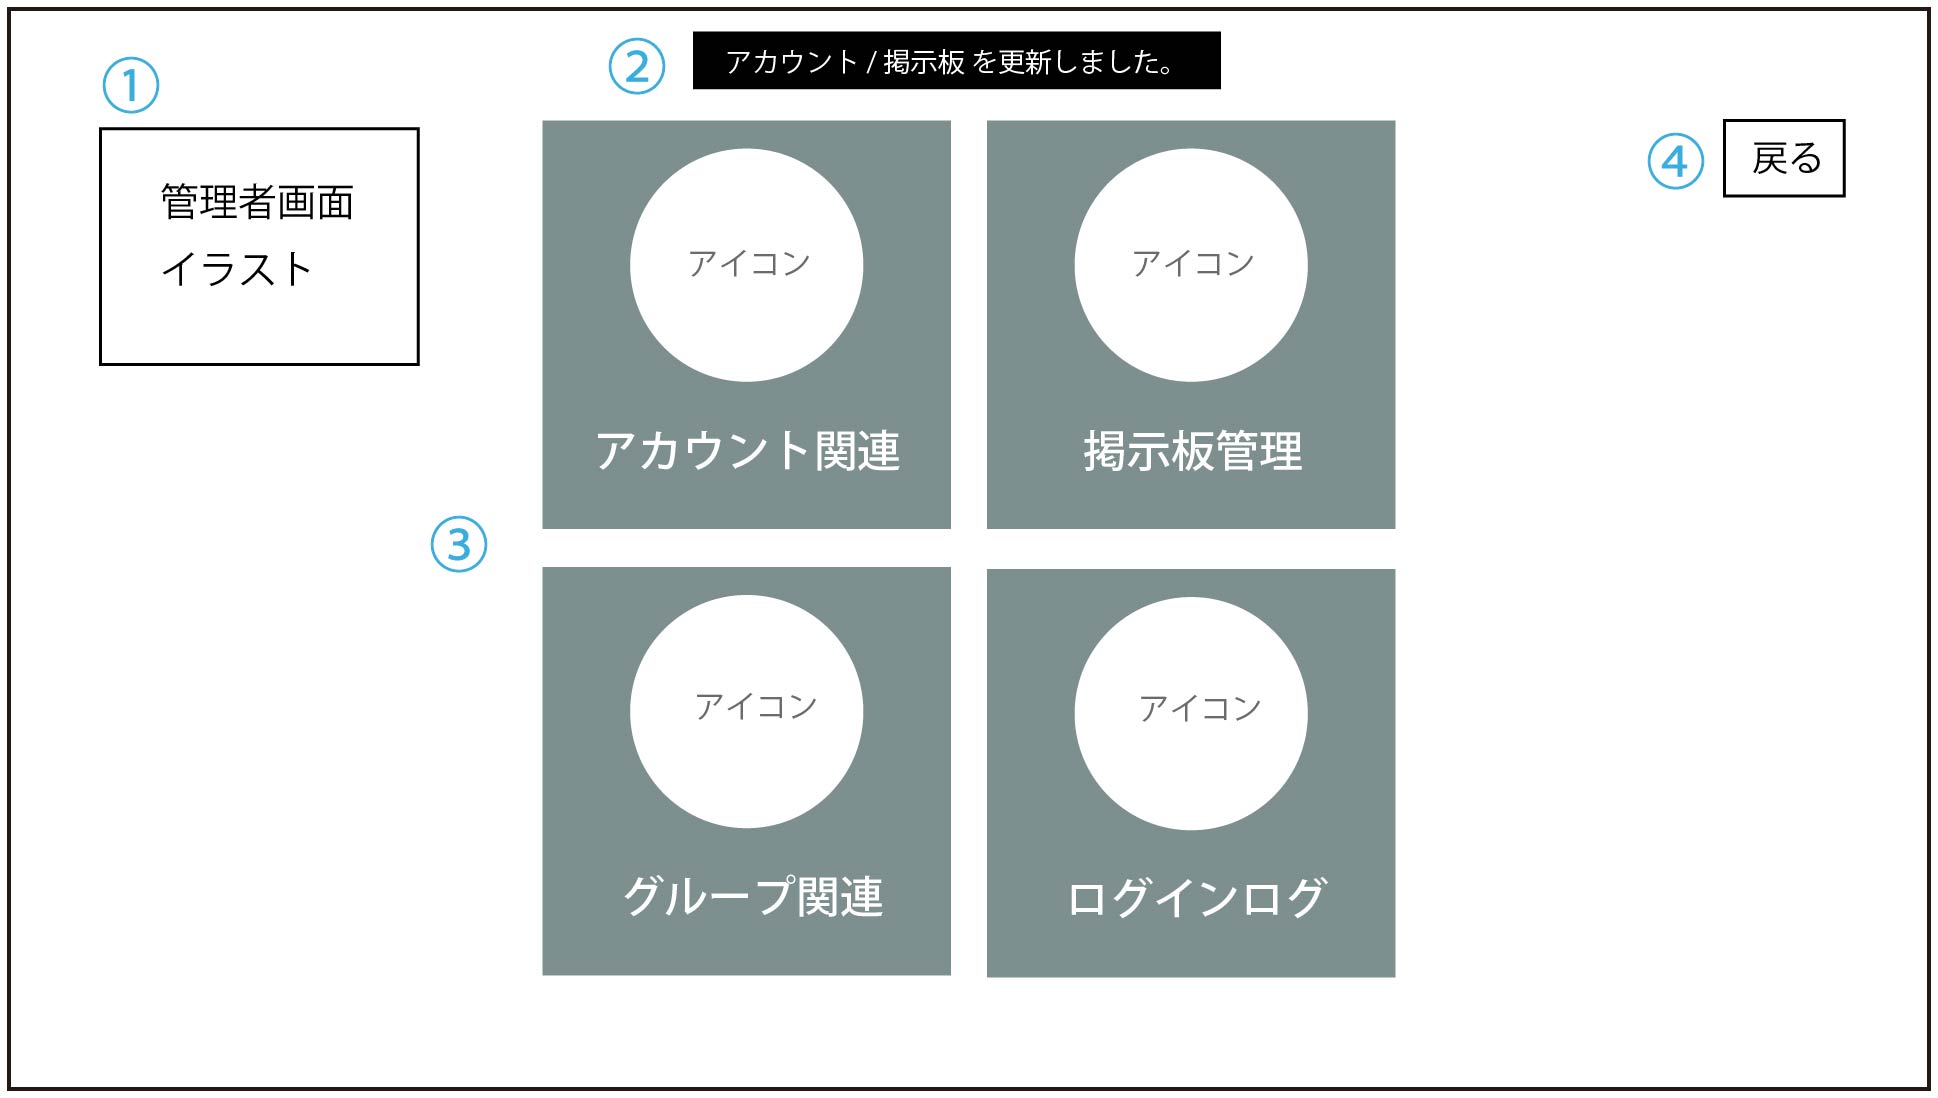 ①
管理者画面
イラスト
②
アカウント / 掲示板 を更新しました。
④
戻る
アイコン
アカウント関連
アイコン
掲示板管理
③
アイコン
グループ関連
アイコン
ログインログ